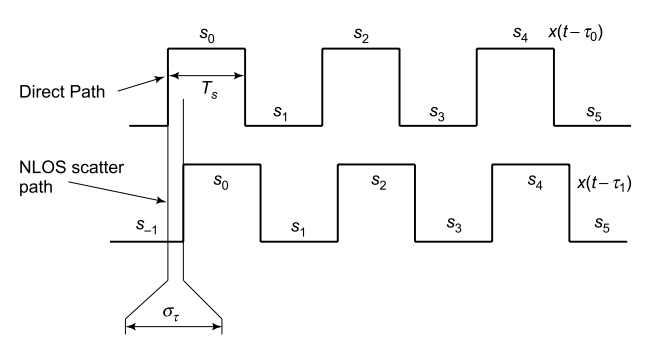 s₀ s₂ s₄ x(t – τ₀)
Direct Path
Tₛ
s₁ s₃ s₅
NLOS scatter
path
s₀ s₂ s₄ x(t – τ₁)
s₋₁ s₁ s₃ s₅
σ_τ